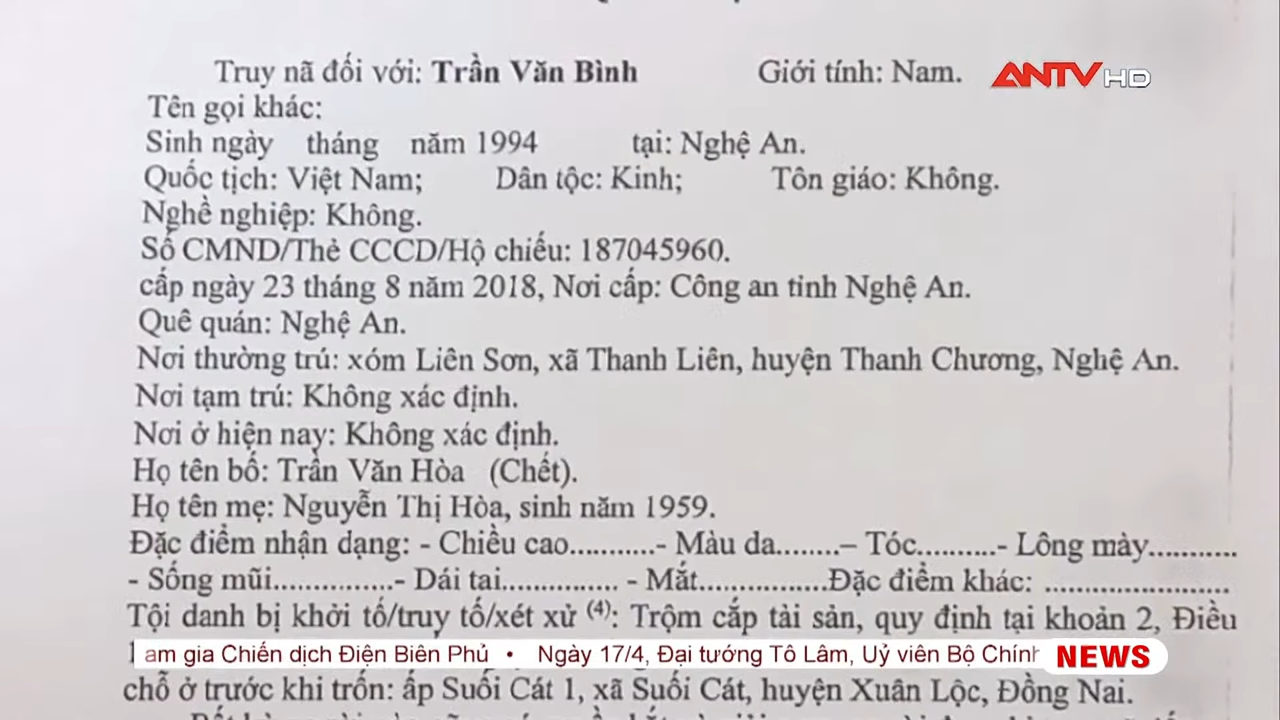 Truy nã đối với: Trần Văn Bình Giới tính: Nam. ANTV HD
Tên gọi khác:
Sinh ngày tháng năm 1994 tại: Nghệ An.
Quốc tịch: Việt Nam; Dân tộc: Kinh; Tôn giáo: Không.
Nghề nghiệp: Không.
Số CMND/Thẻ CCCD/Hộ chiếu: 187045960.
cấp ngày 23 tháng 8 năm 2018, Nơi cấp: Công an tỉnh Nghệ An.
Quê quán: Nghệ An.
Nơi thường trú: xóm Liên Sơn, xã Thanh Liên, huyện Thanh Chương, Nghệ An.
Nơi tạm trú: Không xác định.
Nơi ở hiện nay: Không xác định.
Họ tên bố: Trần Văn Hòa (Chết).
Họ tên mẹ: Nguyễn Thị Hòa, sinh năm 1959.
Đặc điểm nhận dạng: - Chiều cao...........- Màu da........– Tóc..........- Lông mày...........
- Sống mũi..............- Dái tai.............. - Mắt...............Đặc điểm khác: .......................
Tội danh bị khởi tố/truy tố/xét xử (4): Trộm cắp tài sản, quy định tại khoản 2, Điều
am gia Chiến dịch Điện Biên Phủ • Ngày 17/4, Đại tướng Tô Lâm, Uỷ viên Bộ Chính NEWS
chỗ ở trước khi trốn: ấp Suối Cát 1, xã Suối Cát, huyện Xuân Lộc, Đồng Nai.